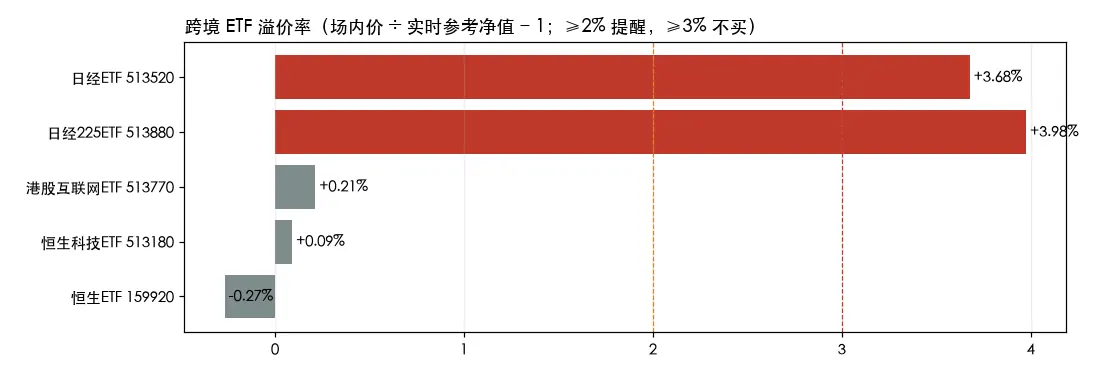 跨境 ETF 溢价率（场内价 ÷ 实时参考净值 − 1；≥2% 提醒，≥3% 不买）
日经ETF 513520
+3.68%
日经225ETF 513880
+3.98%
港股互联网ETF 513770
+0.21%
恒生科技ETF 513180
+0.09%
恒生ETF 159920
-0.27%
0 1 2 3 4